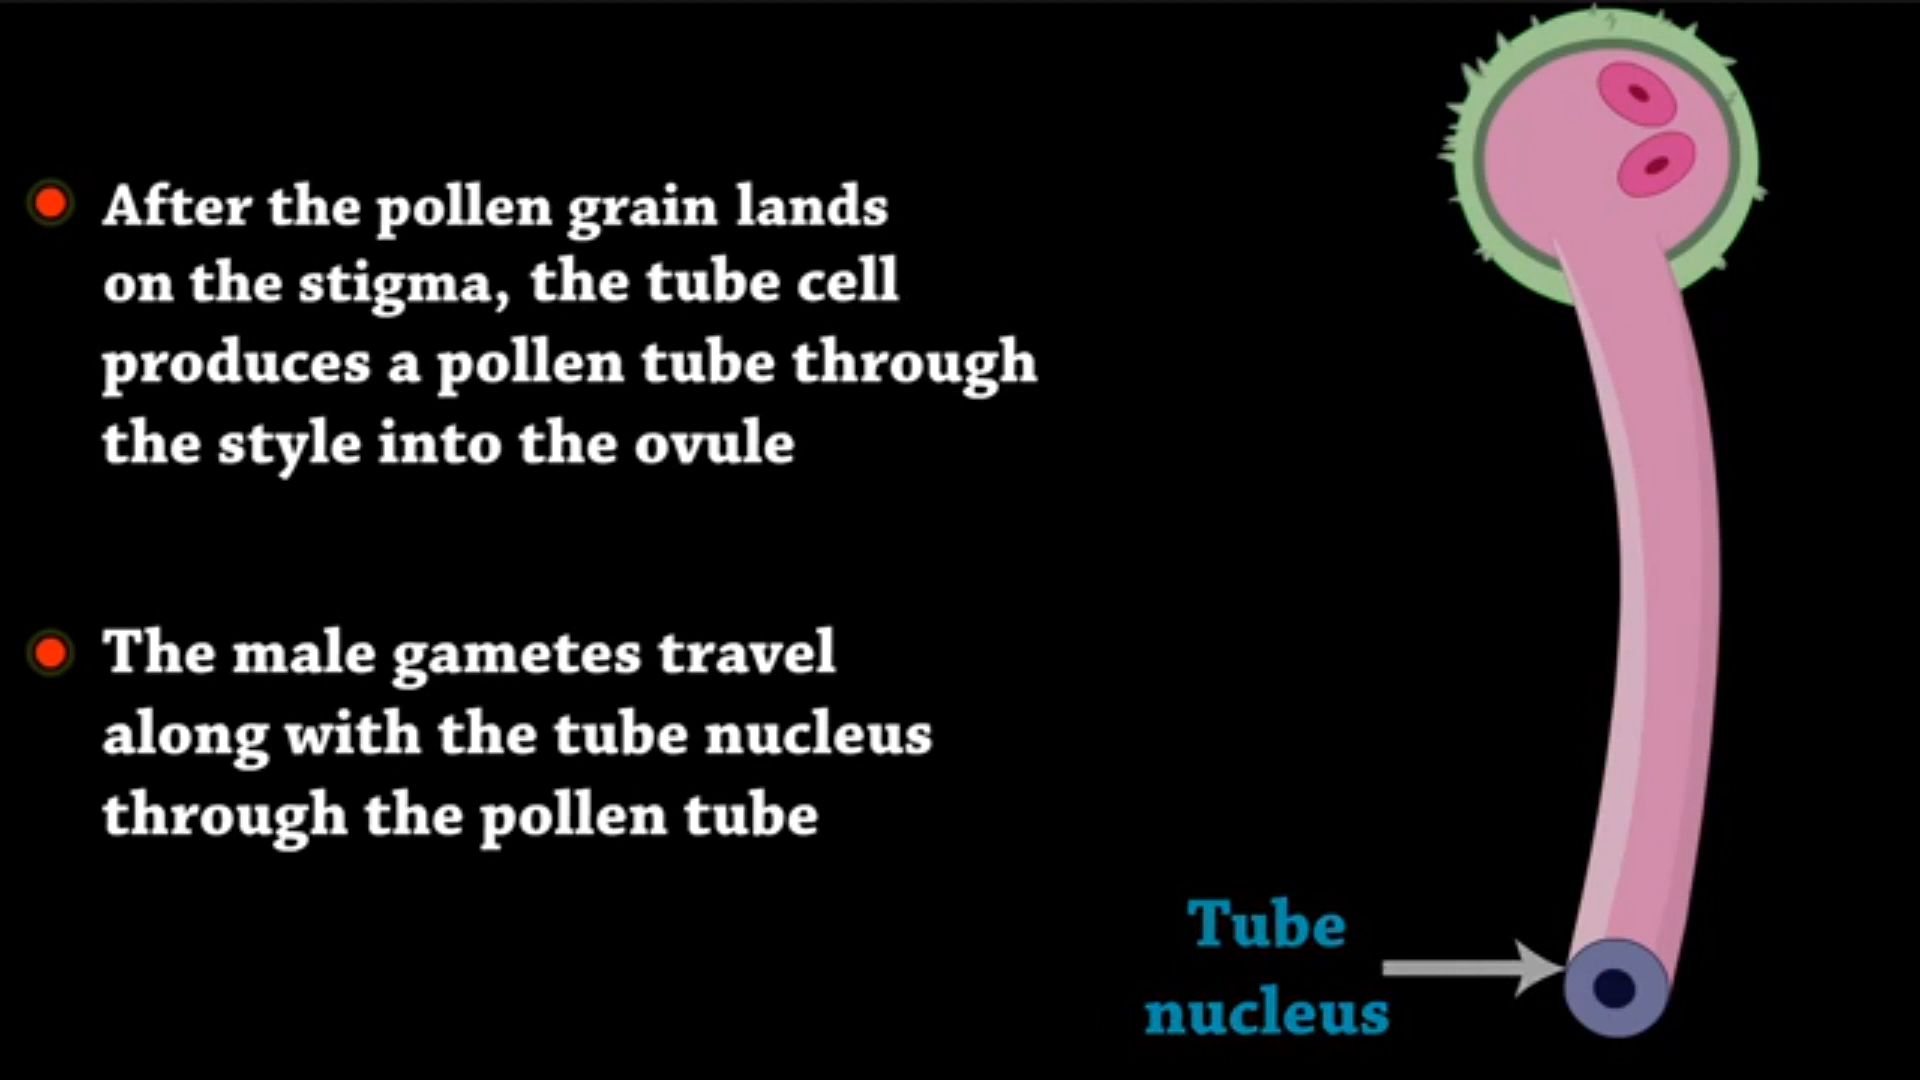 After the pollen grain lands
on the stigma, the tube cell
produces a pollen tube through
the style into the ovule
The male gametes travel
along with the tube nucleus
through the pollen tube
Tube
nucleus